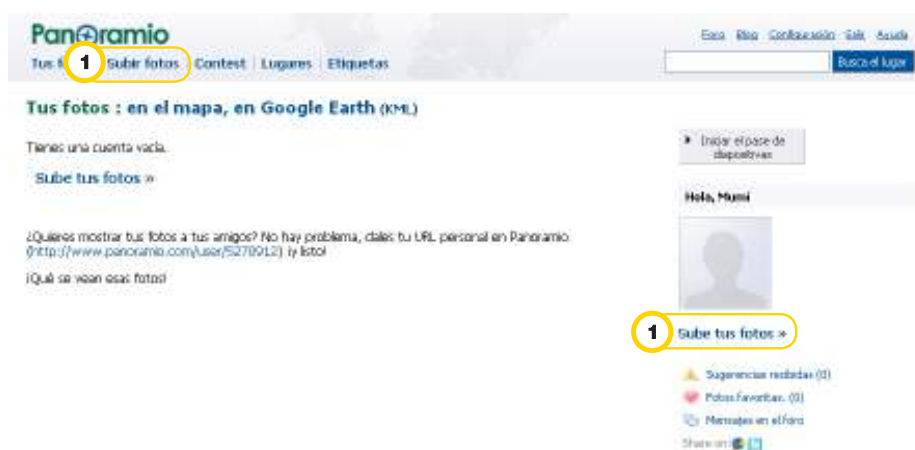 Panoramio
Foro Blog Configuración Salir Ayuda
Tus f 1 Subir fotos Contest Lugares Etiquetas
Busca el lugar
Tus fotos : en el mapa, en Google Earth (KML)
Tienes una cuenta vacía.
Iniciar el pase de
diapositivas
Sube tus fotos »
Hola, Mumi
¿Quieres mostrar tus fotos a tus amigos? No hay problema, dales tu URL personal en Panoramio
(http://www.panoramio.com/user/5270912) ¡y listo!
¡Qué se vean esas fotos!
1 Sube tus fotos »
Sugerencias recibidas (0)
Fotos favoritas. (0)
Mensajes en el foro
Share on: